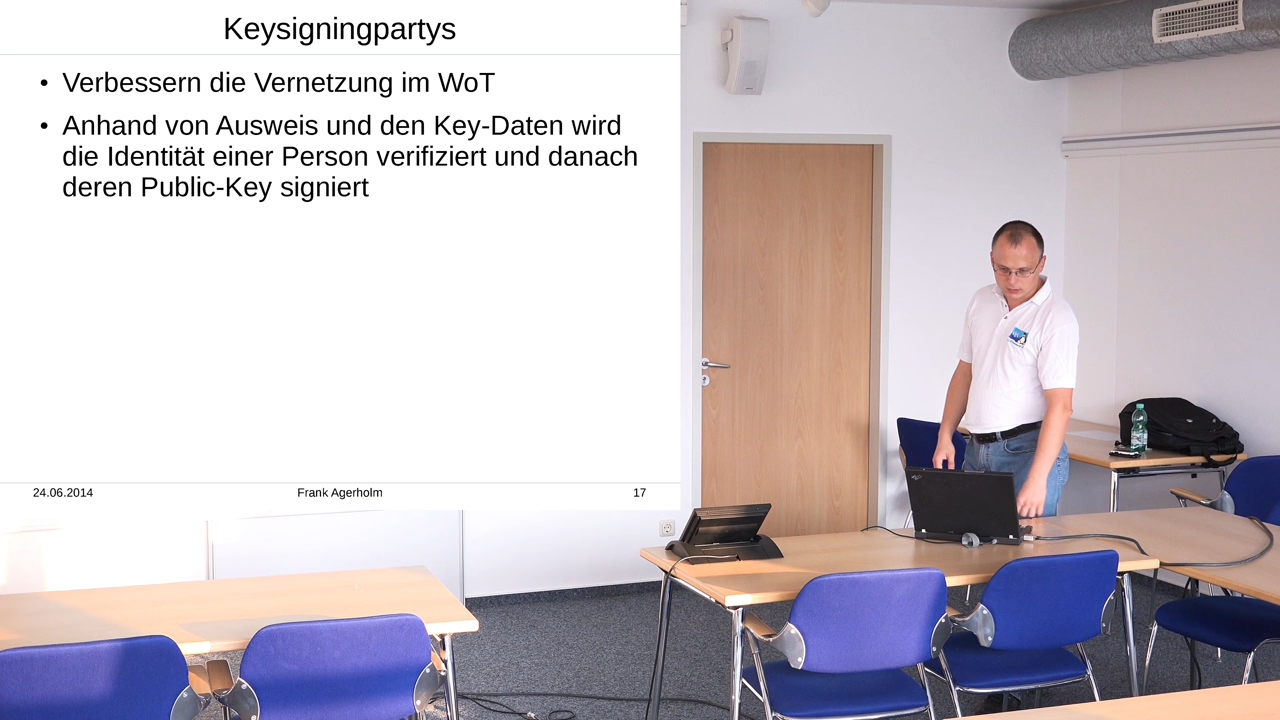 Keysigningpartys
• Verbessern die Vernetzung im WoT
• Anhand von Ausweis und den Key-Daten wird
die Identität einer Person verifiziert und danach
deren Public-Key signiert
24.06.2014 Frank Agerholm 17